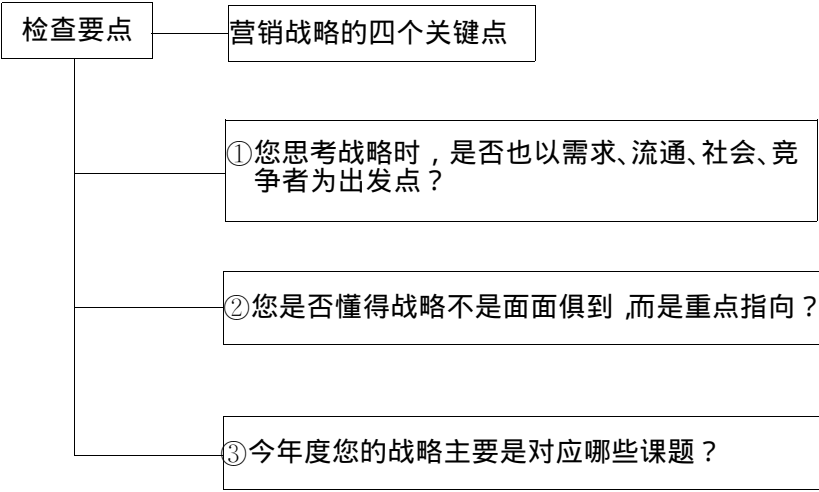 检查要点
营销战略的四个关键点
①您思考战略时，是否也以需求、流通、社会、竞
争者为出发点？
②您是否懂得战略不是面面俱到,而是重点指向？
③今年度您的战略主要是对应哪些课题？